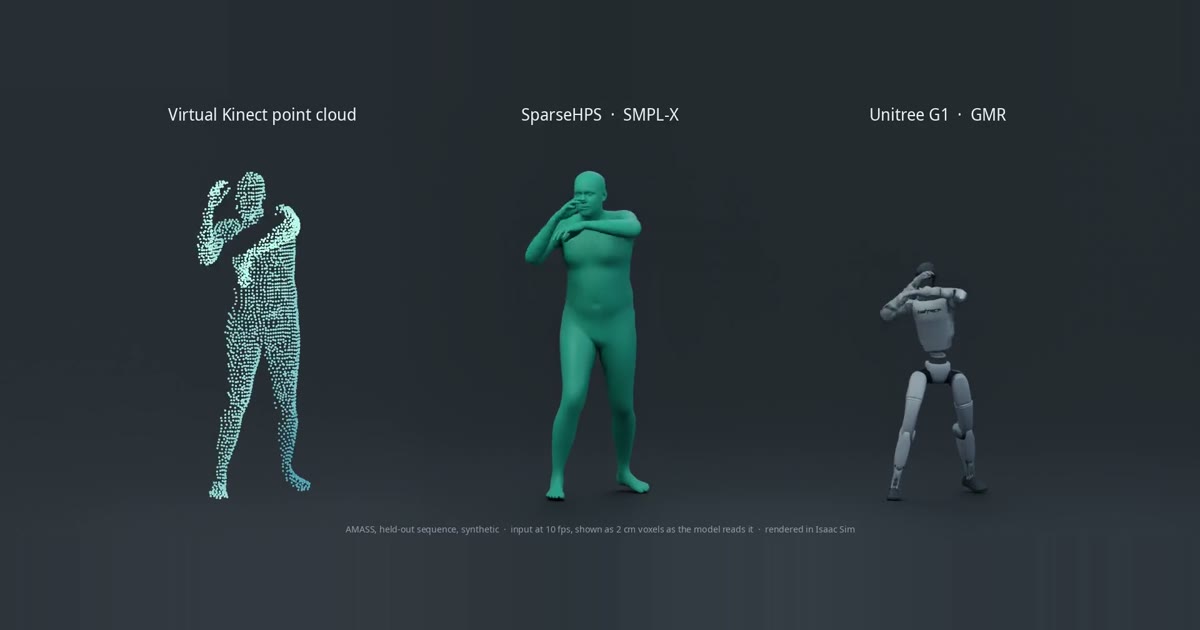 Virtual Kinect point cloud
SparseHPS · SMPL-X
Unitree G1 · GMR
AMASS, held-out sequence, synthetic · input at 10 fps, shown as 2 cm voxels as the model reads it · rendered in Isaac Sim